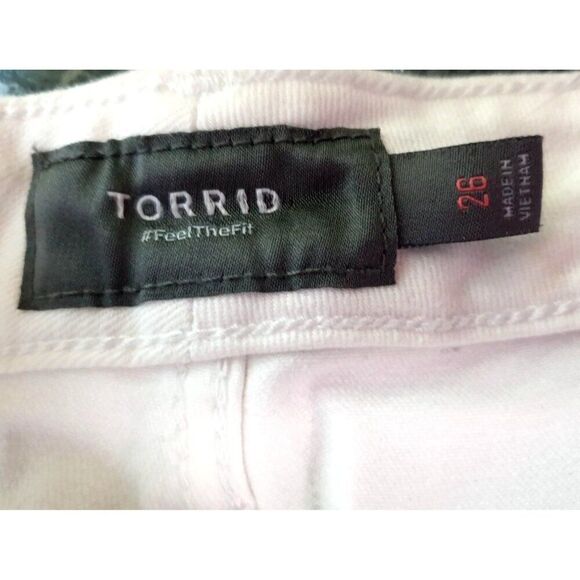 TORRID
#FeelTheFit
26
MADE IN
VIETNAM